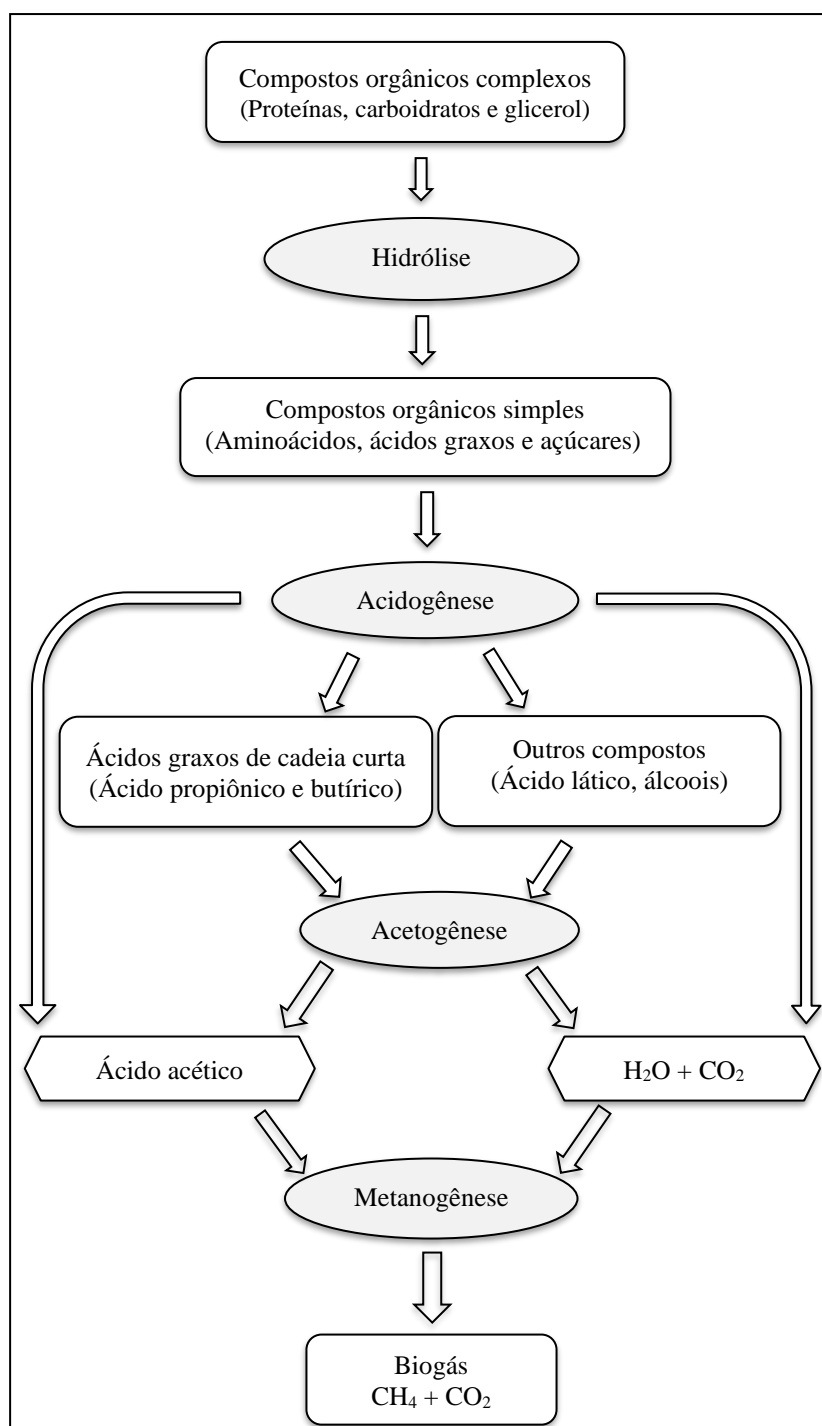 Compostos orgânicos complexos
(Proteínas, carboidratos e glicerol)
Hidrólise
Compostos orgânicos simples
(Aminoácidos, ácidos graxos e açúcares)
Acidogênese
Ácidos graxos de cadeia curta
(Ácido propiônico e butírico)
Outros compostos
(Ácido lático, álcoois)
Acetogênese
Ácido acético
H₂O + CO₂
Metanogênese
Biogás
CH₄ + CO₂